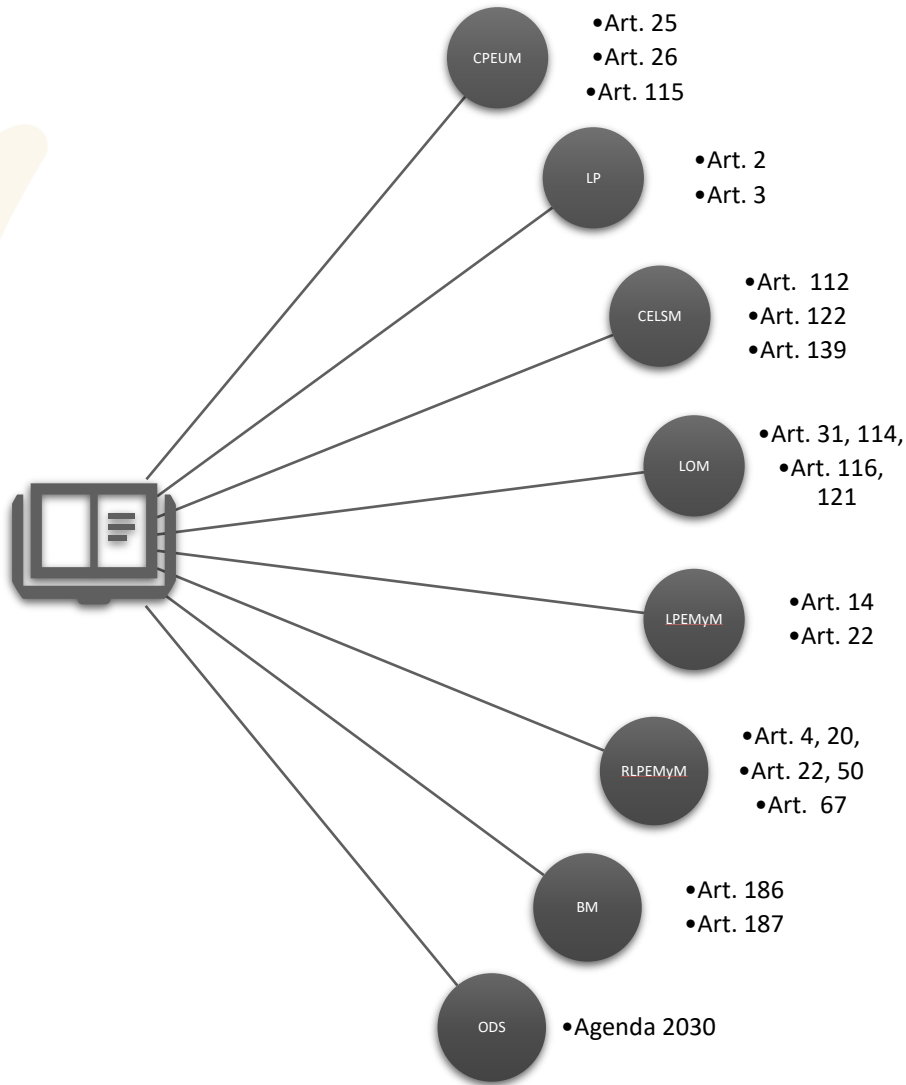 CPEUM
•Art. 25
•Art. 26
•Art. 115
LP
•Art. 2
•Art. 3
CELSM
•Art.  112
•Art. 122
•Art. 139
LOM
•Art. 31, 114,
•Art. 116,
121
LPEMyM
•Art. 14
•Art. 22
RLPEMyM
•Art. 4, 20,
•Art. 22, 50
•Art.  67
BM
•Art. 186
•Art. 187
ODS
•Agenda 2030